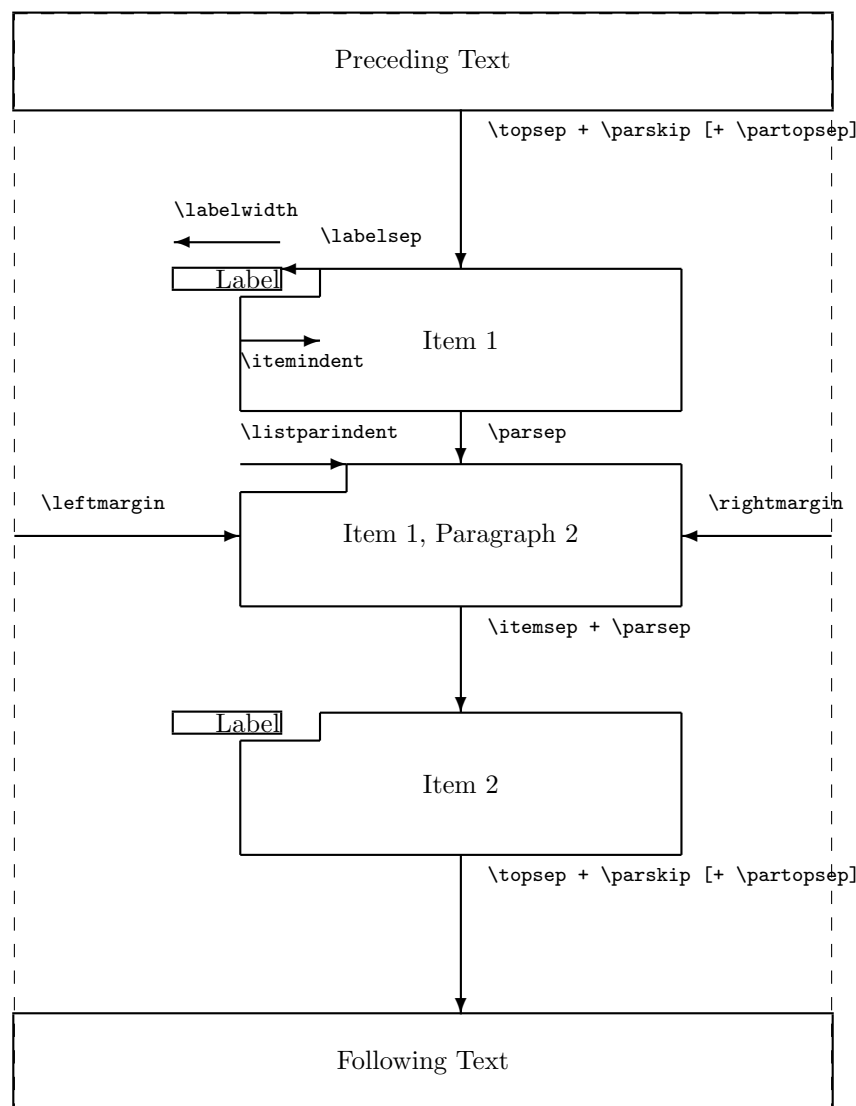 Preceding Text
\topsep + \parskip [+ \partopsep]
\labelwidth
\labelsep
Label
Item 1
\itemindent
\listparindent
\parsep
\leftmargin
\rightmargin
Item 1, Paragraph 2
\itemsep + \parsep
Label
Item 2
\topsep + \parskip [+ \partopsep]
Following Text